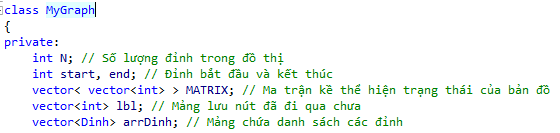 class MyGraph
{
private:
int N; // Số lượng đỉnh trong đồ thị
int start, end; // Đỉnh bắt đầu và kết thúc
vector< vector<int> > MATRIX; // Ma trận kề thể hiện trạng thái của bản đồ
vector<int> lbl; // Mảng lưu nút đã đi qua chưa
vector<Dinh> arrDinh; // Mảng chứa danh sách các đỉnh